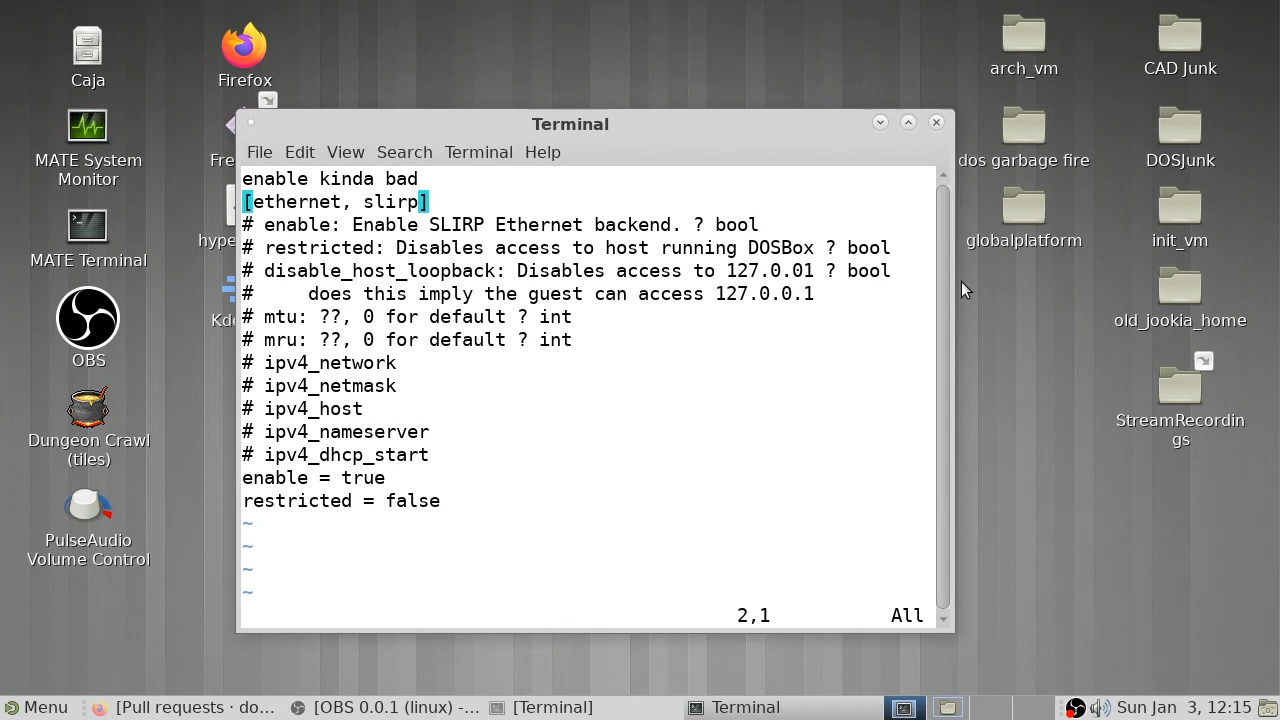 Caja
Firefox
arch_vm
CAD Junk
MATE System
Monitor
Fre
dos garbage fire
DOSJunk
MATE Terminal
hype
globalplatform
init_vm
OBS
Kde
old_jookia_home
Dungeon Crawl
(tiles)
StreamRecordin
gs
PulseAudio
Volume Control
Terminal
File Edit View Search Terminal Help
enable kinda bad
[ethernet, slirp]
# enable: Enable SLIRP Ethernet backend. ? bool
# restricted: Disables access to host running DOSBox ? bool
# disable_host_loopback: Disables access to 127.0.01 ? bool
#     does this imply the guest can access 127.0.0.1
# mtu: ??, 0 for default ? int
# mru: ??, 0 for default ? int
# ipv4_network
# ipv4_netmask
# ipv4_host
# ipv4_nameserver
# ipv4_dhcp_start
enable = true
restricted = false
~
~
~
~
2,1 All
Menu [Pull requests · do... [OBS 0.0.1 (linux) -... [Terminal] Terminal Sun Jan 3, 12:15